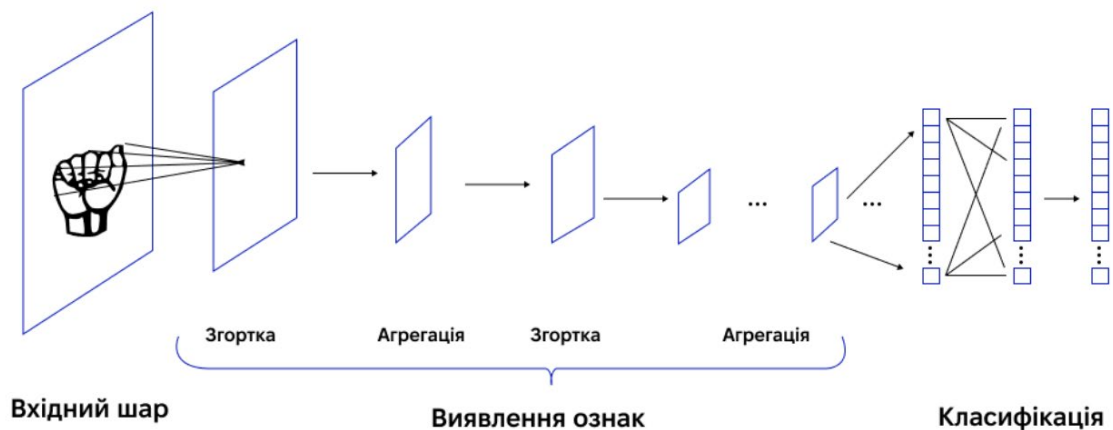 Згортка
Агрегація
Згортка
Агрегація
Вхідний шар
Виявлення ознак
Класифікація